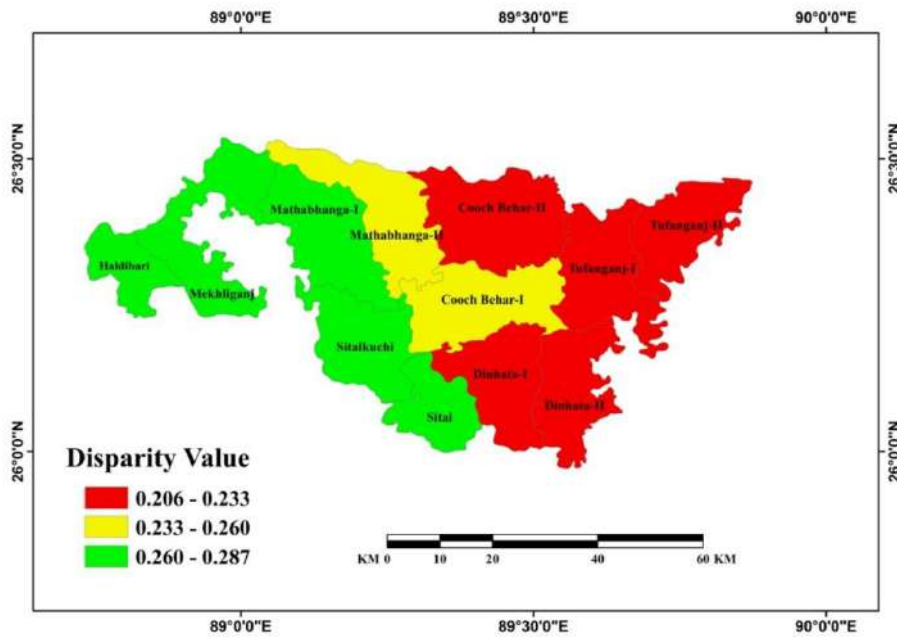 89°0'0"E 89°30'0"E 90°0'0"E
26°30'0"N 26°30'0"N
Mathabhanga-I Cooch Behar-II Tufanganj-II
Mathabhanga-II
Haldibari Tufanganj-I
Mekhliganj Cooch Behar-I
Sitalkuchi
Dinhata-I
Sital Dinhata-II
26°0'0"N 26°0'0"N
Disparity Value
0.206 - 0.233
0.233 - 0.260
0.260 - 0.287
KM 0 10 20 40 60 KM
89°0'0"E 89°30'0"E 90°0'0"E